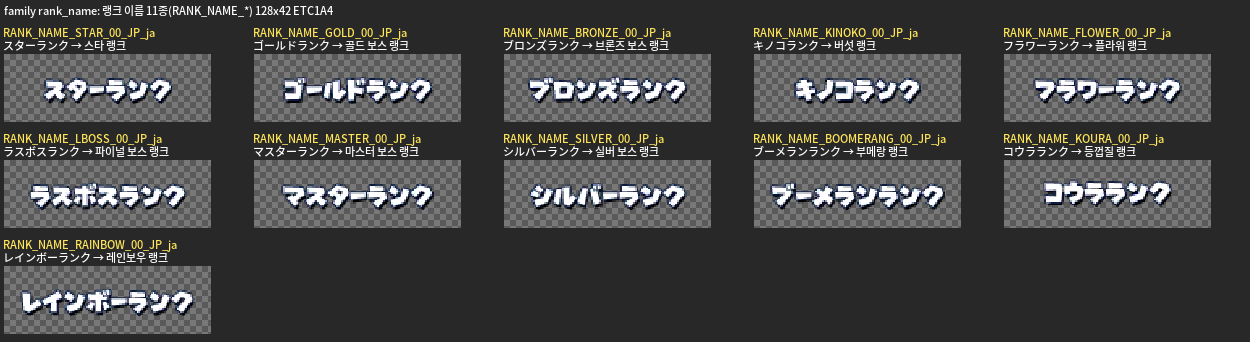 family rank_name: 랭크 이름 11종(RANK_NAME_*) 128x42 ETC1A4
RANK_NAME_STAR_00_JP_ja
スターランク → 스타 랭크
スターランク
RANK_NAME_GOLD_00_JP_ja
ゴールドランク → 골드 보스 랭크
ゴールドランク
RANK_NAME_BRONZE_00_JP_ja
ブロンズランク → 브론즈 보스 랭크
ブロンズランク
RANK_NAME_KINOKO_00_JP_ja
キノコランク → 버섯 랭크
キノコランク
RANK_NAME_FLOWER_00_JP_ja
フラワーランク → 플라워 랭크
フラワーランク
RANK_NAME_LBOSS_00_JP_ja
ラスボスランク → 파이널 보스 랭크
ラスボスランク
RANK_NAME_MASTER_00_JP_ja
マスターランク → 마스터 보스 랭크
マスターランク
RANK_NAME_SILVER_00_JP_ja
シルバーランク → 실버 보스 랭크
シルバーランク
RANK_NAME_BOOMERANG_00_JP_ja
ブーメランランク → 부메랑 랭크
ブーメランランク
RANK_NAME_KOURA_00_JP_ja
コウラランク → 등껍질 랭크
コウラランク
RANK_NAME_RAINBOW_00_JP_ja
レインボーランク → 레인보우 랭크
レインボーランク